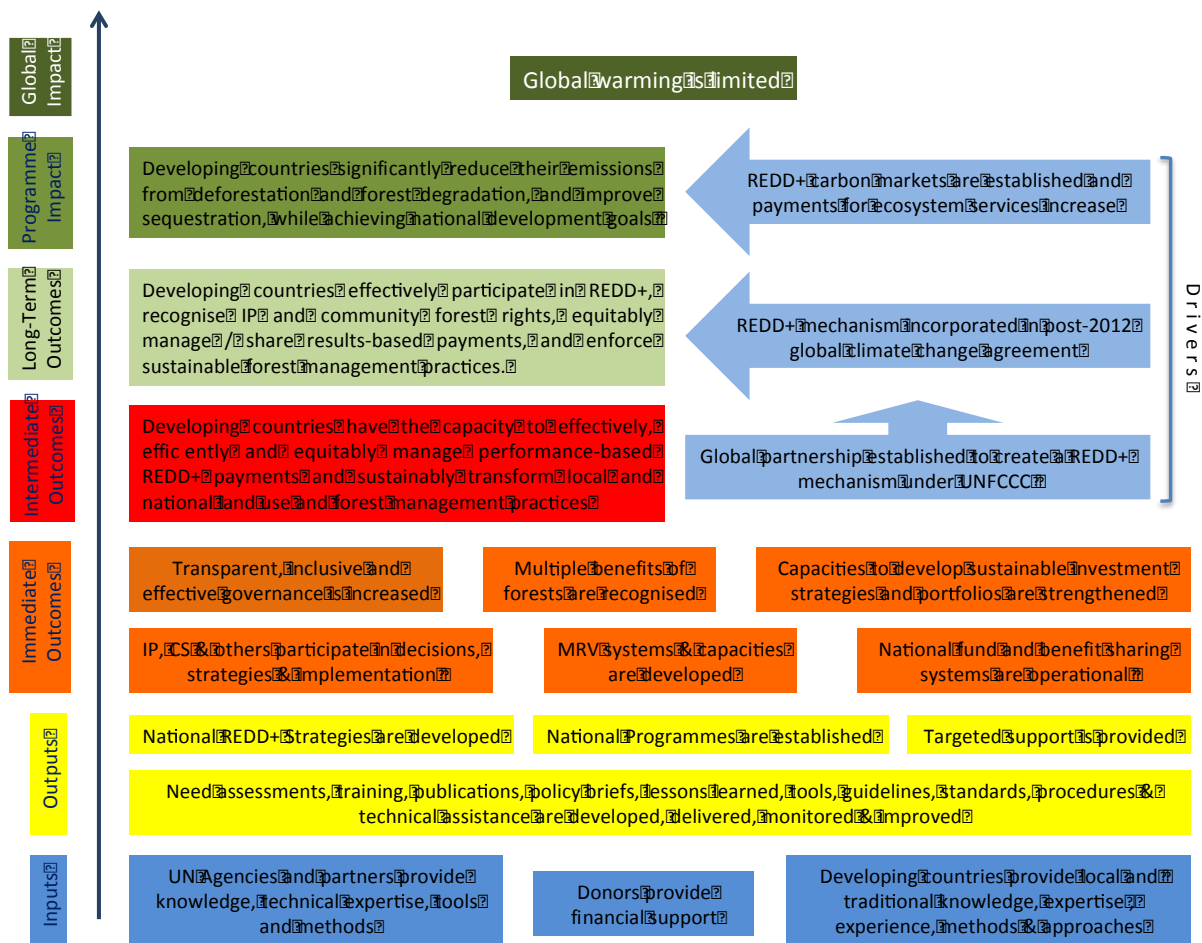 Global
Impact
Global warming is limited
Programme
Impact
Developing countries significantly reduce their emissions
from deforestation and forest degradation, and improve
sequestration, while achieving national development goals
REDD+ carbon markets are established and
payments for ecosystem services increase
Long-Term
Outcomes
Developing countries effectively participate in REDD+,
recognise IP and community forest rights, equitably
manage / share results-based payments, and enforce
sustainable forest management practices.
REDD+ mechanism incorporated in post-2012
global climate change agreement
Drivers
Intermediate
Outcomes
Developing countries have the capacity to effectively,
effic ently and equitably manage performance-based
REDD+ payments and sustainably transform local and
national land use and forest management practices
Global partnership established to create a REDD+
mechanism under UNFCCC
Immediate
Outcomes
Transparent, inclusive and
effective governance is increased
Multiple benefits of
forests are recognised
Capacities to develop sustainable investment
strategies and portfolios are strengthened
IP, CS & others participate in decisions,
strategies & implementation
MRV systems & capacities
are developed
National fund and benefit sharing
systems are operational
Outputs
National REDD+ Strategies are developed
National Programmes are established
Targeted support is provided
Need assessments, training, publications, policy briefs, lessons learned, tools, guidelines, standards, procedures &
technical assistance are developed, delivered, monitored & improved
Inputs
UN Agencies and partners provide
knowledge, technical expertise, tools
and methods
Donors provide
financial support
Developing countries provide local and
traditional knowledge, expertise,
experience, methods & approaches